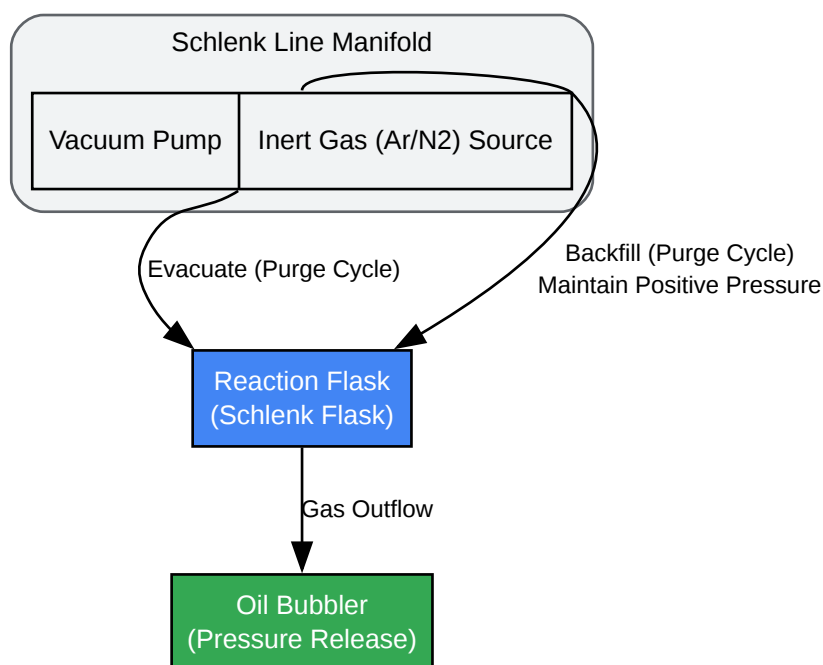 Schlenk Line Manifold
Vacuum Pump
Inert Gas (Ar/N2) Source
Evacuate (Purge Cycle)
Backfill (Purge Cycle)
Maintain Positive Pressure
Reaction Flask
(Schlenk Flask)
Gas Outflow
Oil Bubbler
(Pressure Release)